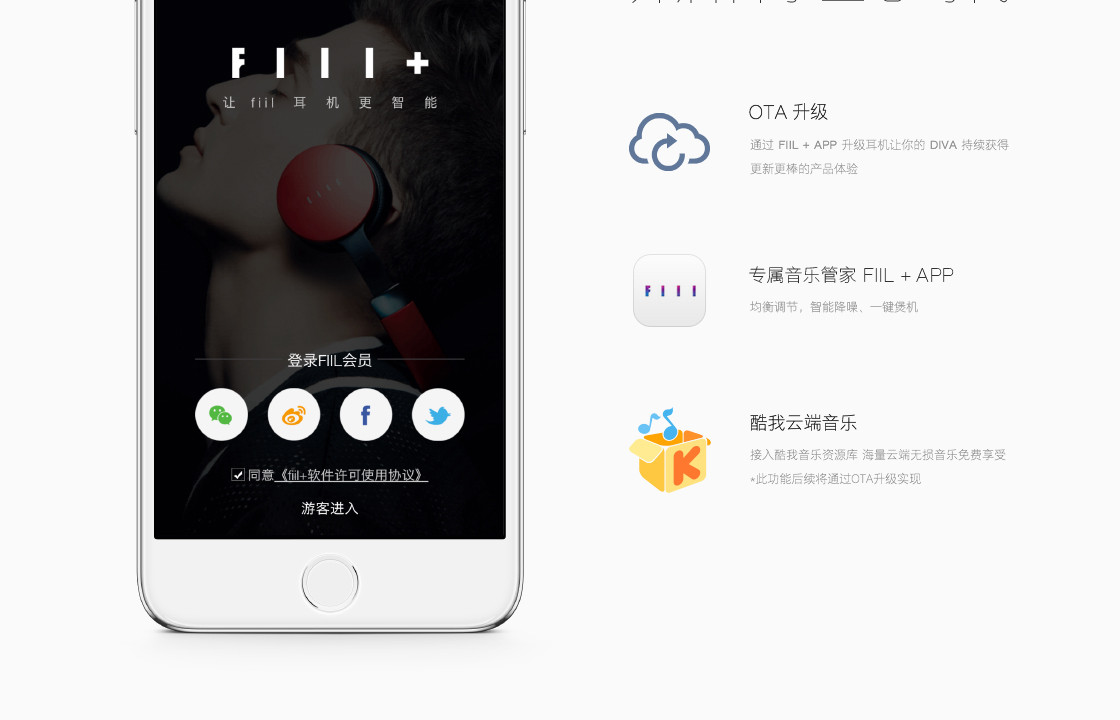 FIIL+
让 fiil 耳 机 更 智 能
登录FIIL会员
同意《fiil+软件许可使用协议》
游客进入
OTA 升级
通过 FIIL + APP 升级耳机让你的 DIVA 持续获得
更新更棒的产品体验
FIIL
专属音乐管家 FIIL + APP
均衡调节，智能降噪、一键煲机
K
酷我云端音乐
接入酷我音乐资源库 海量云端无损音乐免费享受
*此功能后续将通过OTA升级实现